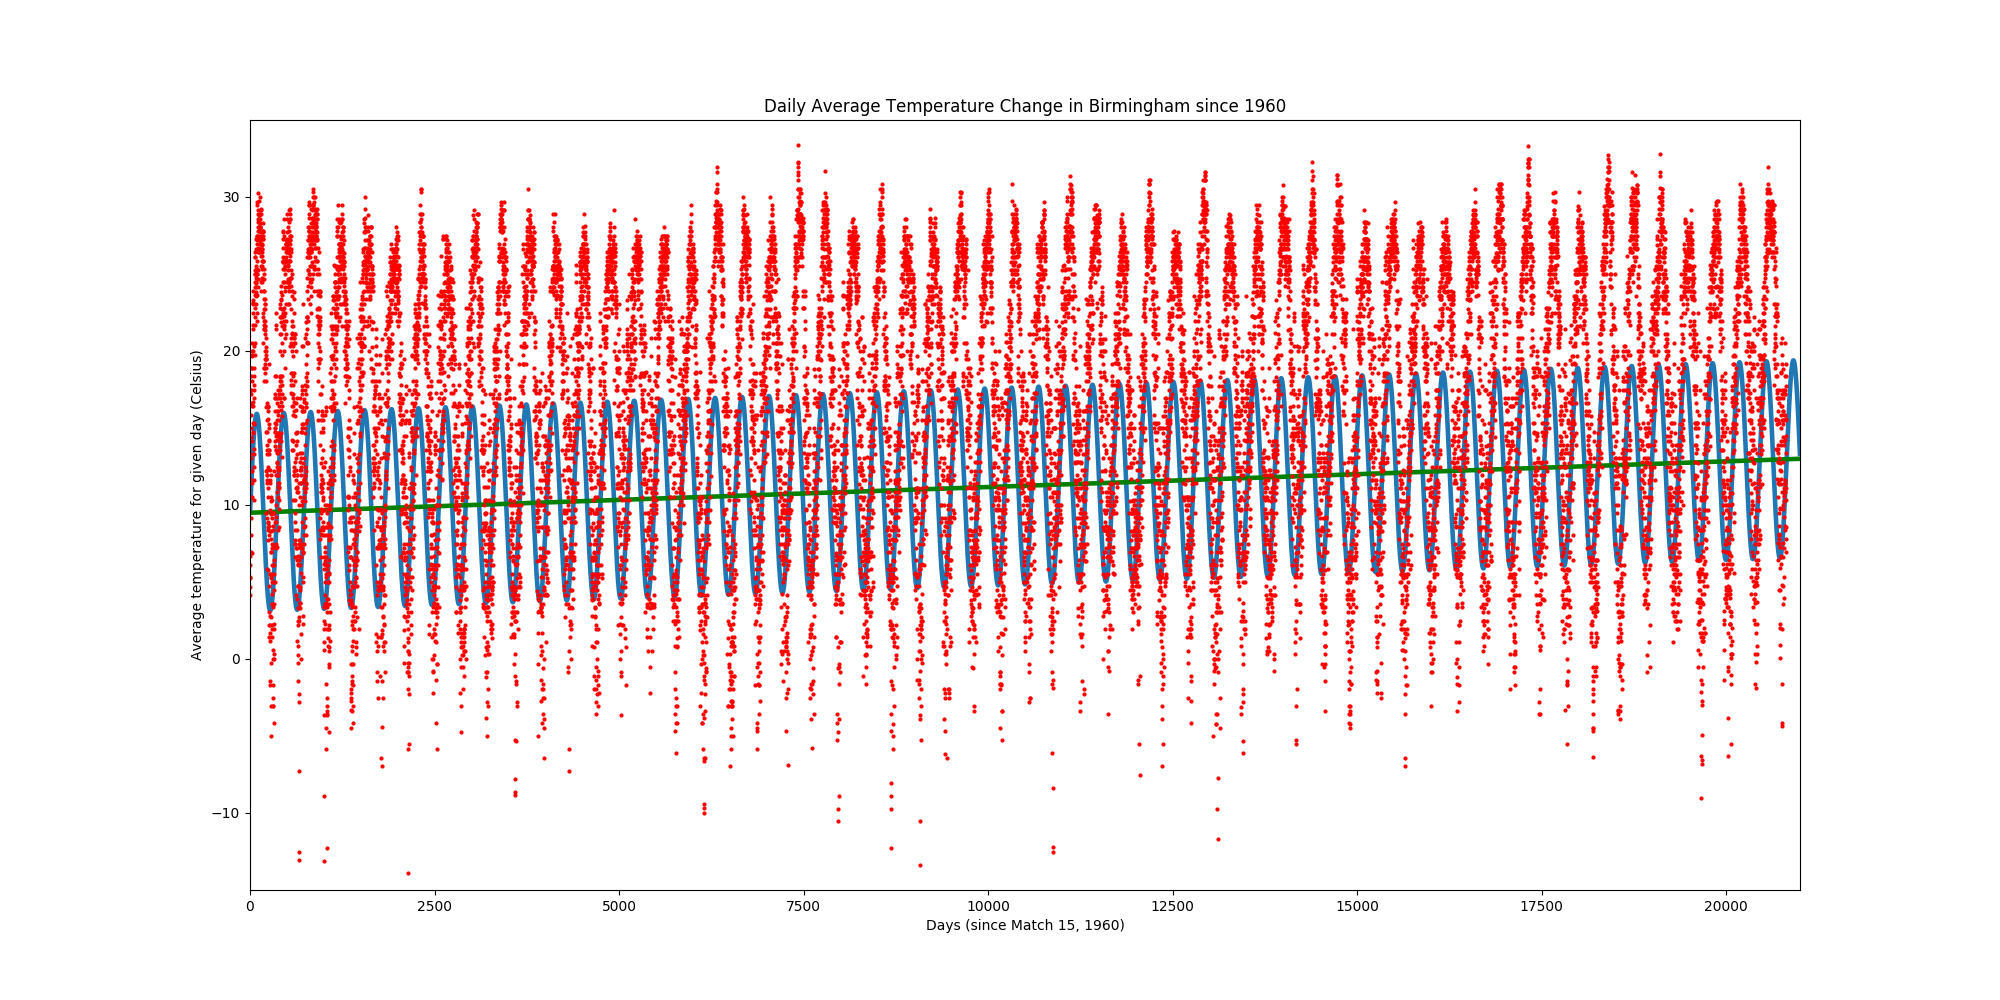 Daily Average Temperature Change in Birmingham since 1960
Average temperature for given day (Celsius)
30
20
10
0
−10
0 2500 5000 7500 10000 12500 15000 17500 20000
Days (since Match 15, 1960)